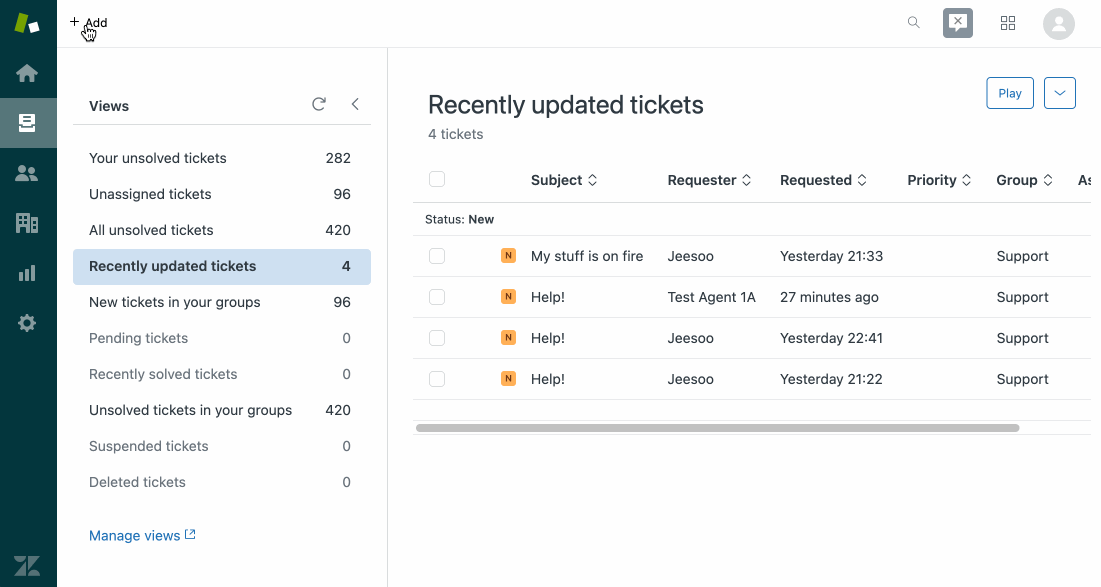 + Add
Views
Your unsolved tickets 282
Unassigned tickets 96
All unsolved tickets 420
Recently updated tickets 4
New tickets in your groups 96
Pending tickets 0
Recently solved tickets 0
Unsolved tickets in your groups 420
Suspended tickets 0
Deleted tickets 0
Manage views
Recently updated tickets
4 tickets
Play
Subject Requester Requested Priority Group As
Status: New
N My stuff is on fire Jeesoo Yesterday 21:33 Support
N Help! Test Agent 1A 27 minutes ago Support
N Help! Jeesoo Yesterday 22:41 Support
N Help! Jeesoo Yesterday 21:22 Support